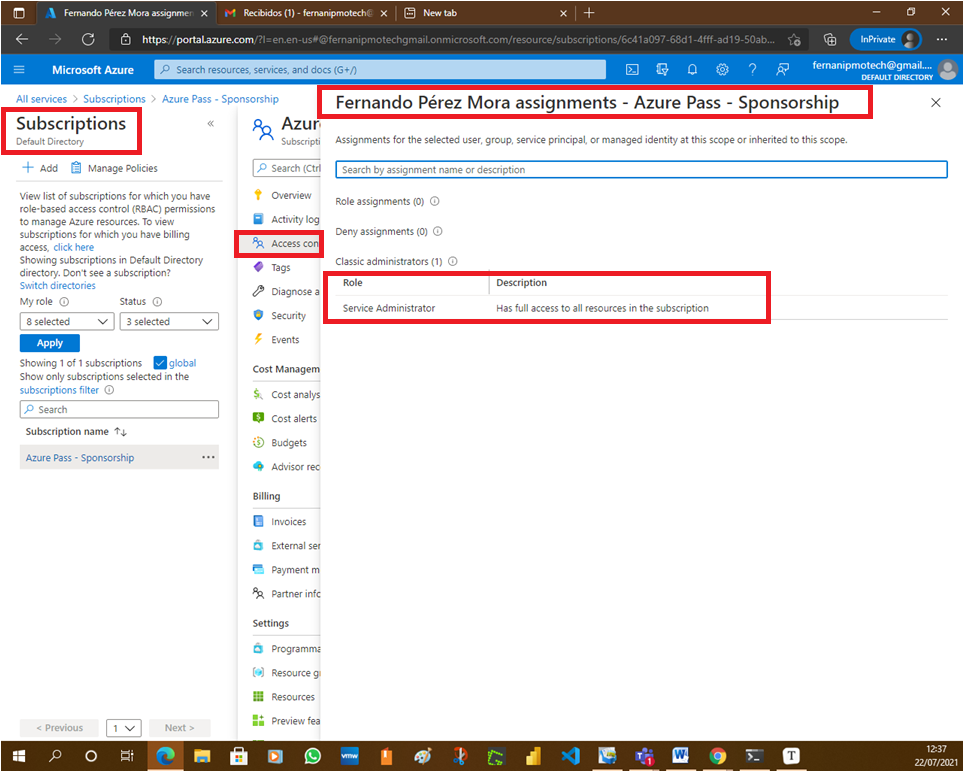 Fernando Pérez Mora assignmen
Recibidos (1) - fernanipmotech@
New tab
https://portal.azure.com/?l=en.en-us#@fernanipmotechgmail.onmicrosoft.com/resource/subscriptions/6c41a097-68d1-4fff-ad19-50ab...
InPrivate
Microsoft Azure
Search resources, services, and docs (G+/)
fernanipmotech@gmail....
DEFAULT DIRECTORY
All services > Subscriptions > Azure Pass - Sponsorship
Subscriptions
Default Directory
Add
Manage Policies
View list of subscriptions for which you have
role-based access control (RBAC) permissions
to manage Azure resources. To view
subscriptions for which you have billing
access, click here
Showing subscriptions in Default Directory
directory. Don't see a subscription?
Switch directories
My role
Status
8 selected
3 selected
Apply
Showing 1 of 1 subscriptions
global
Show only subscriptions selected in the
subscriptions filter
Search
Subscription name
Azure Pass - Sponsorship
...
< Previous
1
Next >
Azur
Subscriptio
Search (Ctrl
Overview
Activity log
Access con
Tags
Diagnose a
Security
Events
Cost Managem
Cost analys
Cost alerts
Budgets
Advisor rec
Billing
Invoices
External ser
Payment m
Partner info
Settings
Programma
Resource g
Resources
Preview fea
Fernando Pérez Mora assignments - Azure Pass - Sponsorship
Assignments for the selected user, group, service principal, or managed identity at this scope or inherited to this scope.
Search by assignment name or description
Role assignments (0)
Deny assignments (0)
Classic administrators (1)
Role
Description
Service Administrator
Has full access to all resources in the subscription
12:37
22/07/2021